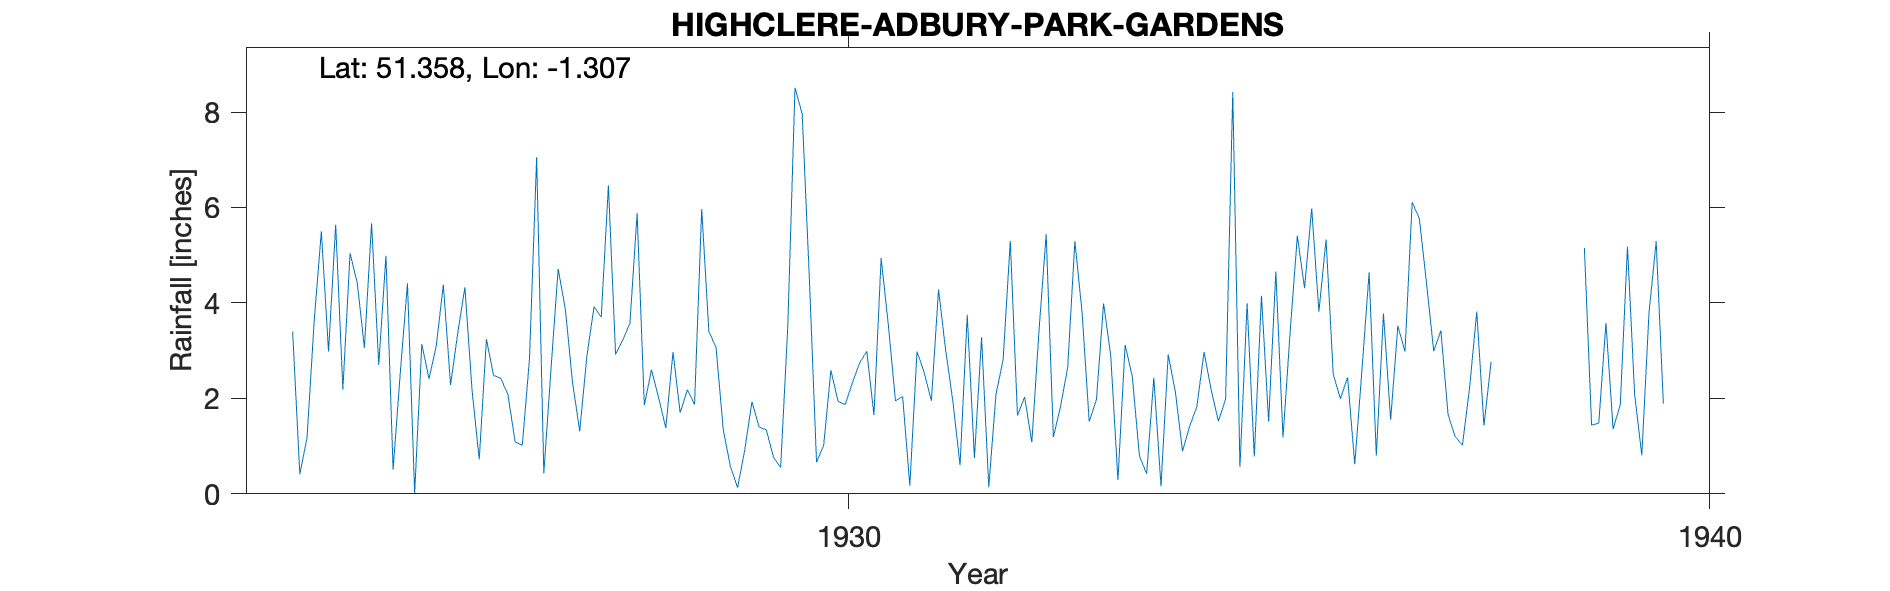 HIGHCLERE-ADBURY-PARK-GARDENS
Lat: 51.358, Lon: -1.307
Rainfall [inches]
8
6
4
2
0
1930
1940
Year